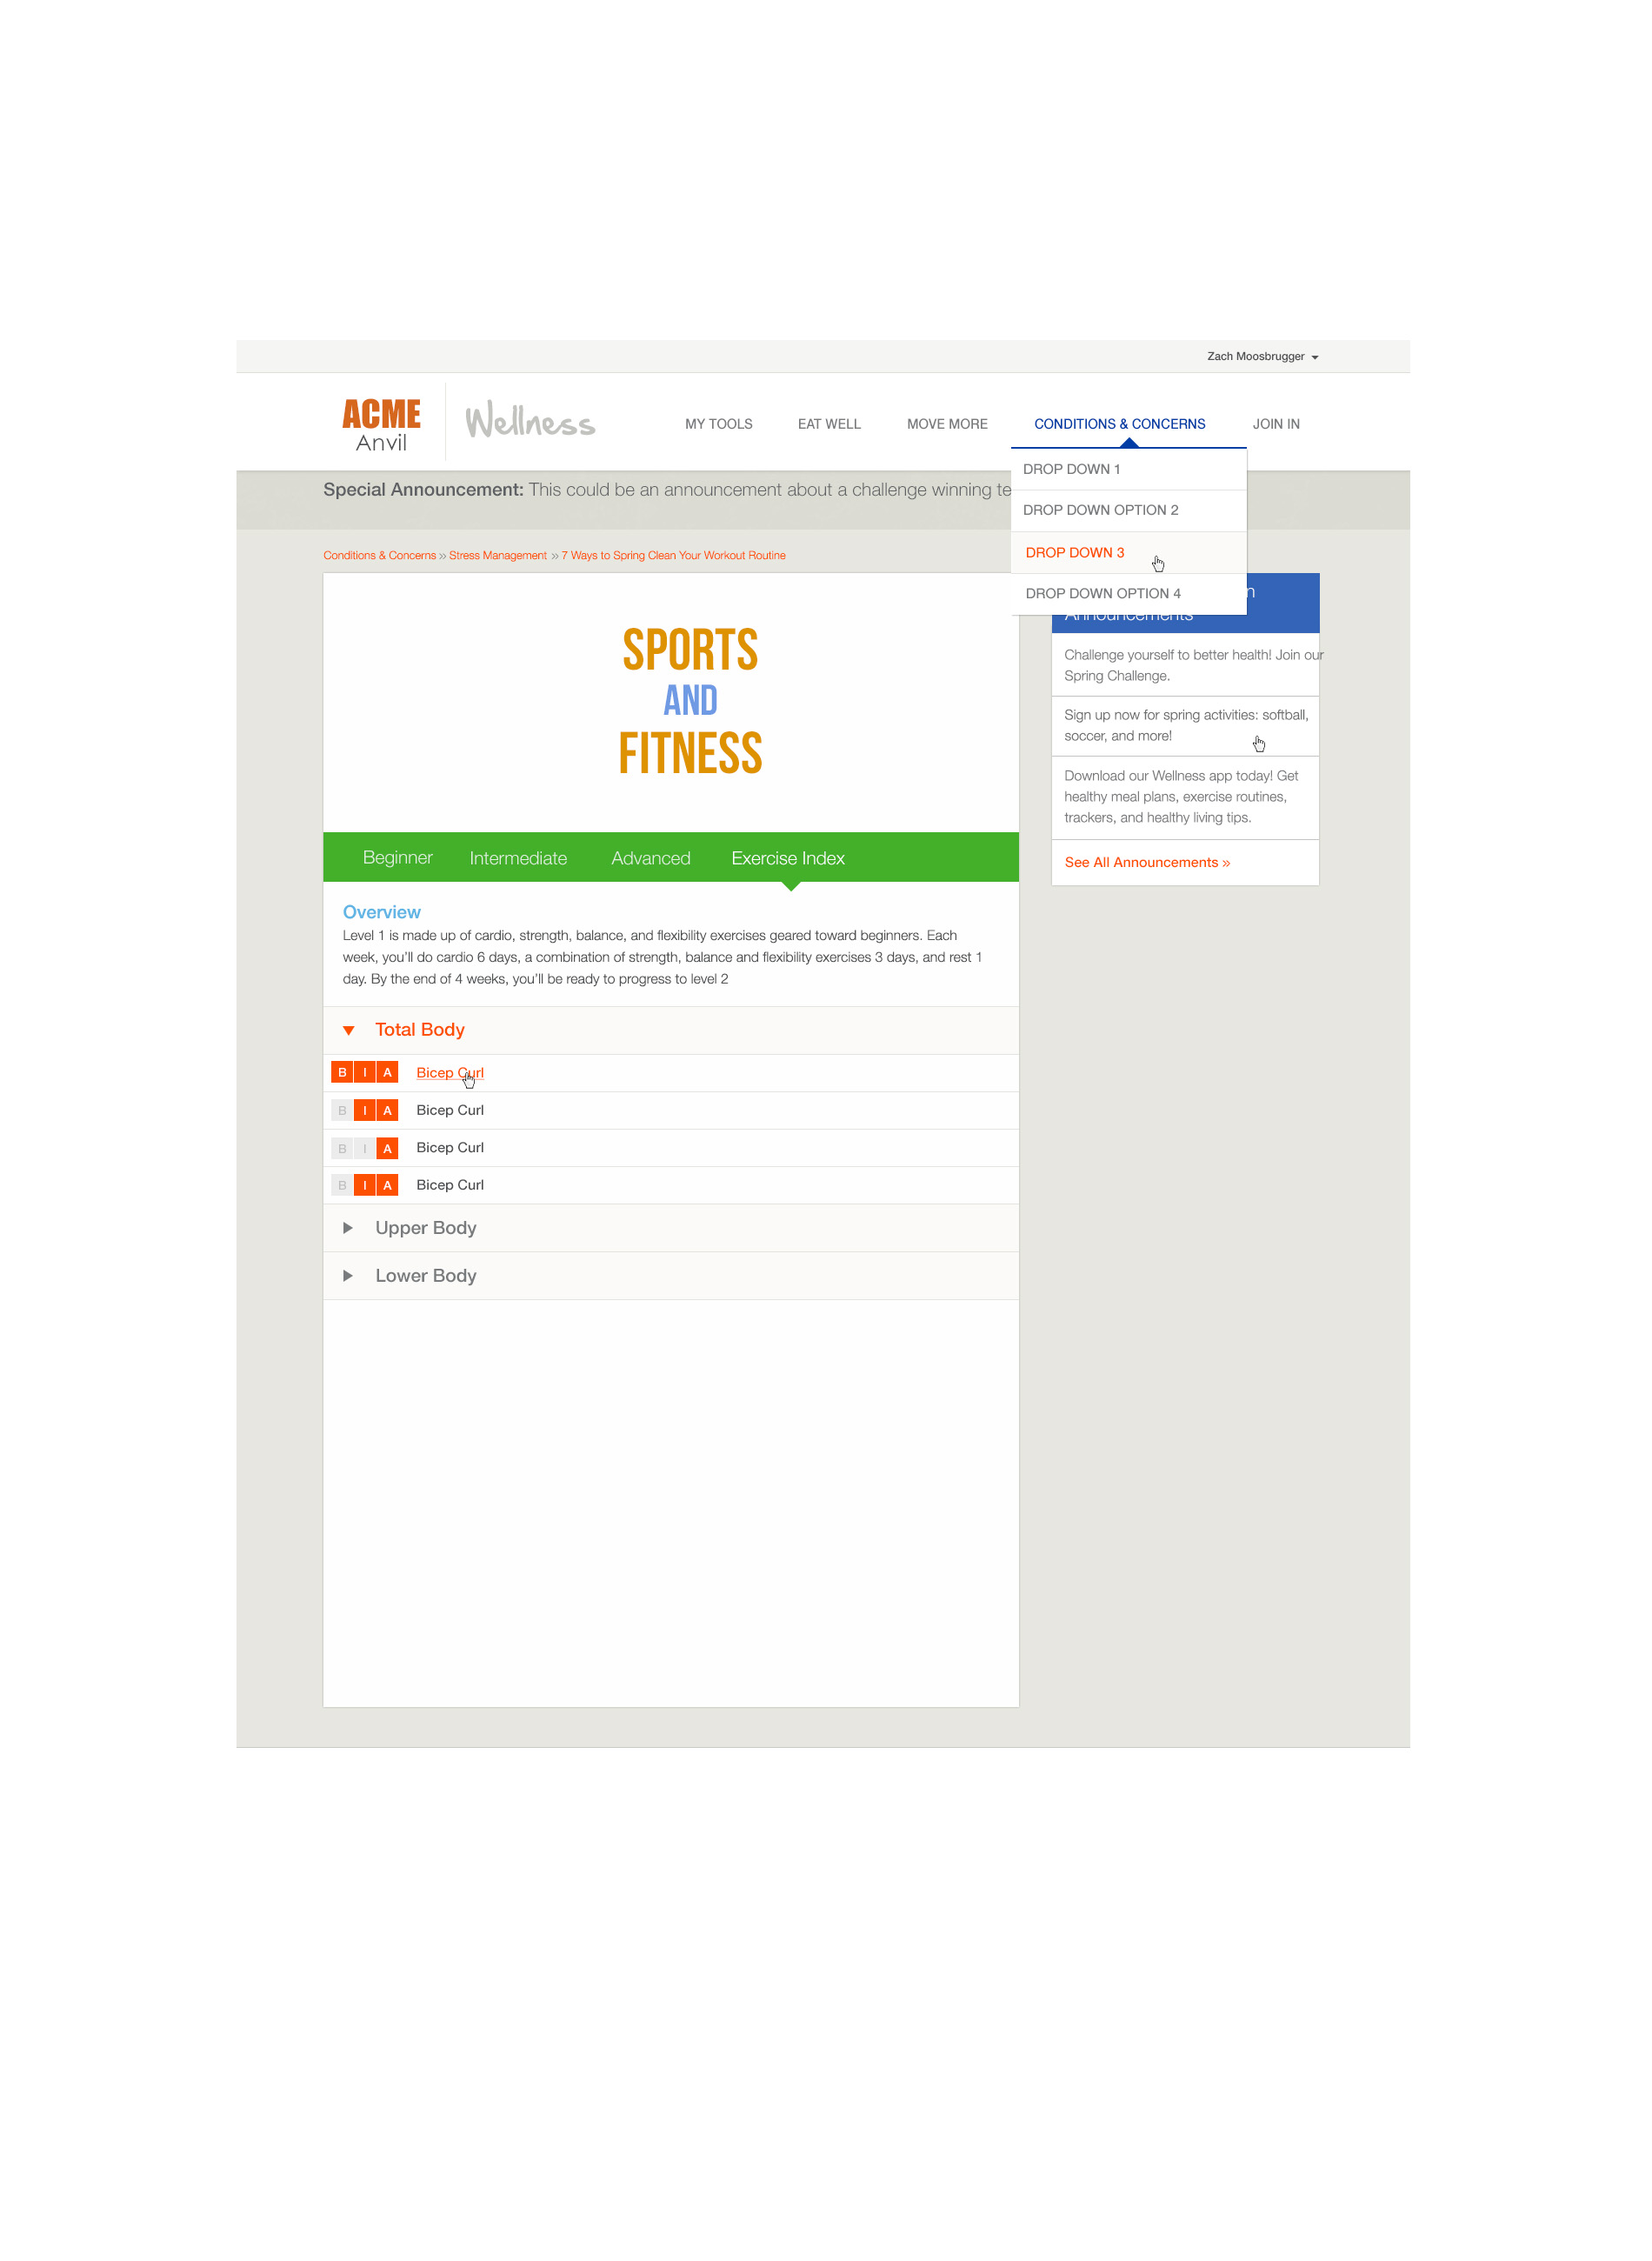 Zach Moosbrugger
ACME
Anvil
Wellness
MY TOOLS
EAT WELL
MOVE MORE
CONDITIONS & CONCERNS
JOIN IN
DROP DOWN 1
DROP DOWN OPTION 2
DROP DOWN 3
DROP DOWN OPTION 4
Special Announcement: This could be an announcement about a challenge winning te
Conditions & Concerns » Stress Management » 7 Ways to Spring Clean Your Workout Routine
SPORTS
AND
FITNESS
Beginner
Intermediate
Advanced
Exercise Index
Overview
Level 1 is made up of cardio, strength, balance, and flexibility exercises geared toward beginners. Each
week, you'll do cardio 6 days, a combination of strength, balance and flexibility exercises 3 days, and rest 1
day. By the end of 4 weeks, you'll be ready to progress to level 2
Total Body
B I A Bicep Curl
B I A Bicep Curl
B I A Bicep Curl
B I A Bicep Curl
Upper Body
Lower Body
Announcements
Challenge yourself to better health! Join our
Spring Challenge.
Sign up now for spring activities: softball,
soccer, and more!
Download our Wellness app today! Get
healthy meal plans, exercise routines,
trackers, and healthy living tips.
See All Announcements »